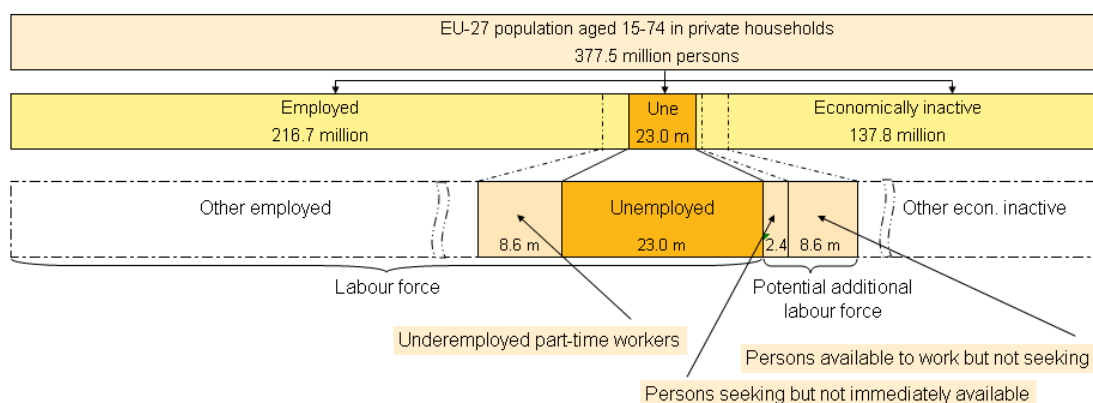 EU-27 population aged 15-74 in private households
377.5 million persons
Employed
216.7 million
Une
23.0 m
Economically inactive
137.8 million
Other employed
8.6 m
Unemployed
23.0 m
2.4
8.6 m
Other econ. inactive
Labour force
Potential additional
labour force
Underemployed part-time workers
Persons available to work but not seeking
Persons seeking but not immediately available